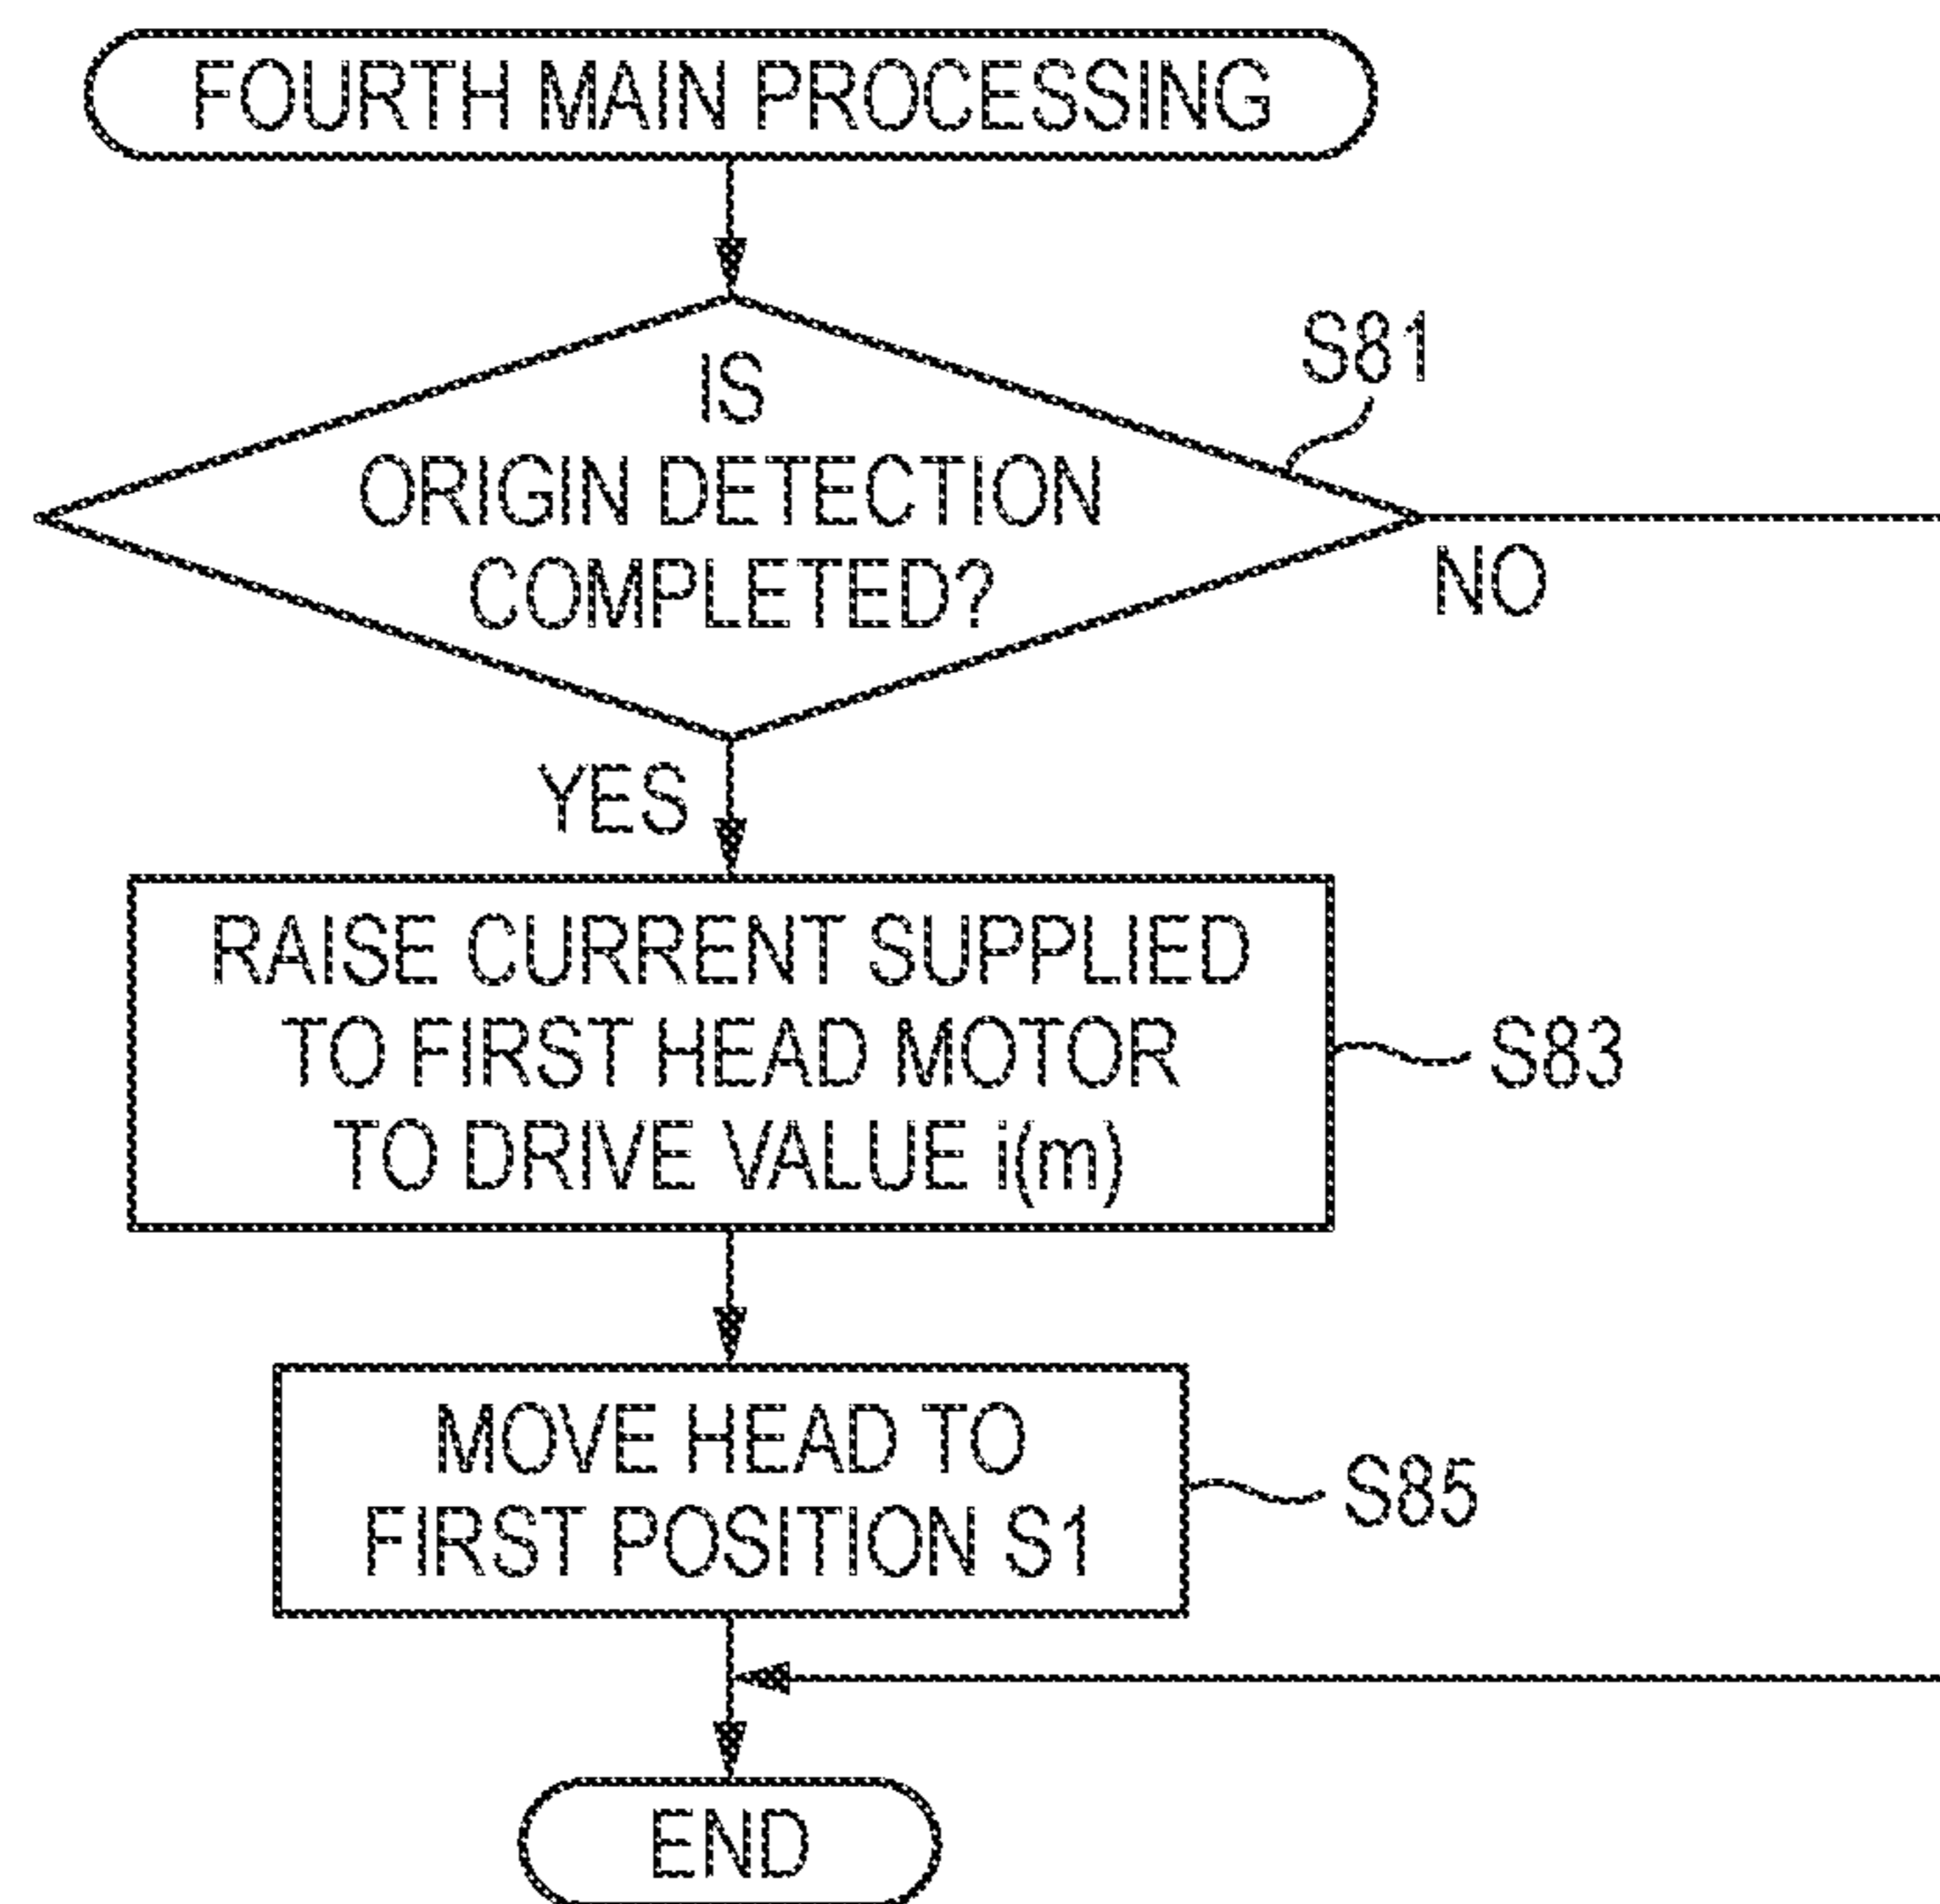 FOURTH MAIN PROCESSING
S81
IS
ORIGIN DETECTION
COMPLETED?
NO
YES
RAISE CURRENT SUPPLIED
TO FIRST HEAD MOTOR
TO DRIVE VALUE i(m)
S83
MOVE HEAD TO
FIRST POSITION S1
S85
END